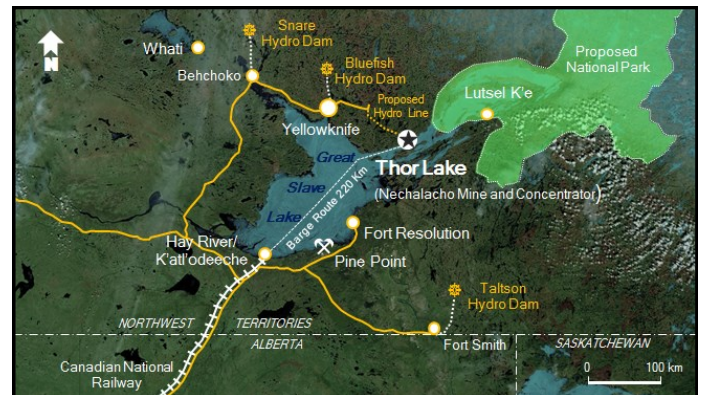 Snare
Hydro Dam
Whati
Bluefish
Hydro Dam
Proposed
National Park
N
Behchoko
Proposed
Hydro Line
Lutsel K'e
Yellowknife
Great
Slave
Lake
Thor Lake
(Nechalacho Mine and Concentrator)
Barge Route 220 Km
Hay River/
K'atl'odeeche
Fort Resolution
Pine Point
Taltson
Hydro Dam
NORTHWEST TERRITORIES
ALBERTA
Fort Smith
SASKATCHEWAN
Canadian National
Railway
0 100 km